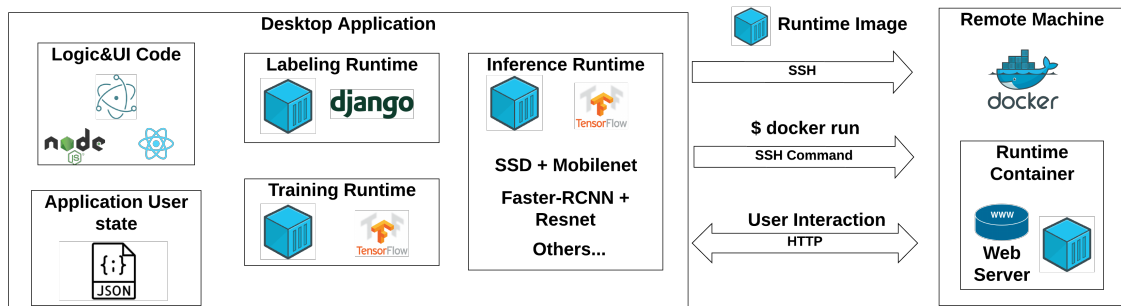 Desktop Application
Logic&UI Code
node
JS
Application User
state
{;}
JSON
Labeling Runtime
django
Training Runtime
TensorFlow
Inference Runtime
TensorFlow
SSD + Mobilenet
Faster-RCNN +
Resnet
Others...
Runtime Image
SSH
$ docker run
SSH Command
User Interaction
HTTP
Remote Machine
docker
Runtime
Container
www
Web
Server